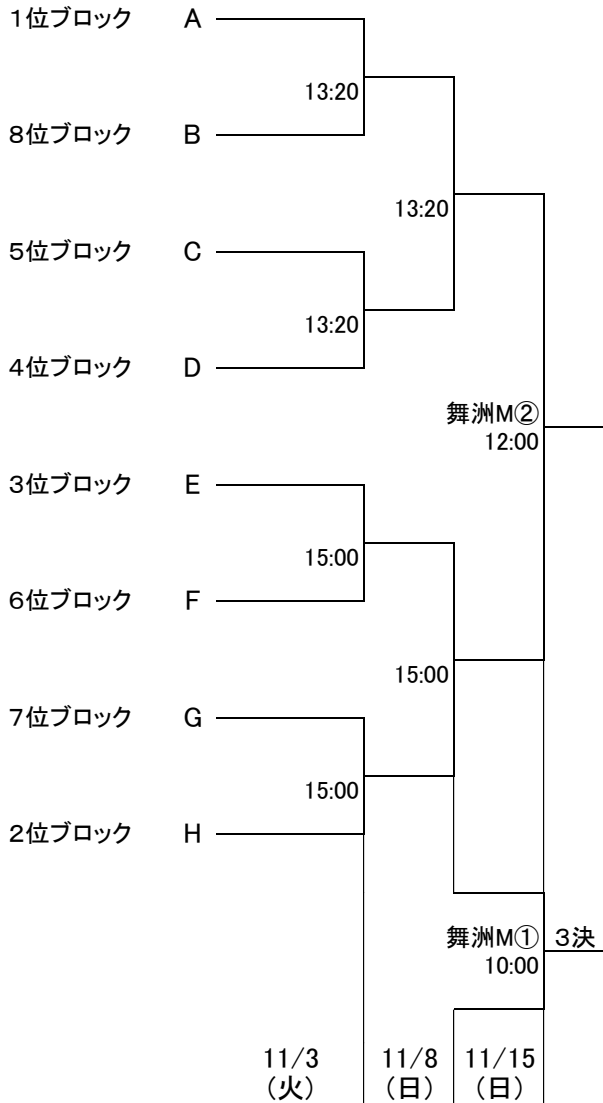 １位ブロック A
13:20
８位ブロック B
13:20
５位ブロック C
13:20
４位ブロック D
舞洲M②
12:00
３位ブロック E
15:00
６位ブロック F
15:00
７位ブロック G
15:00
２位ブロック H
舞洲M① ３決
10:00
11/3 11/8 11/15
（火） （日） （日）